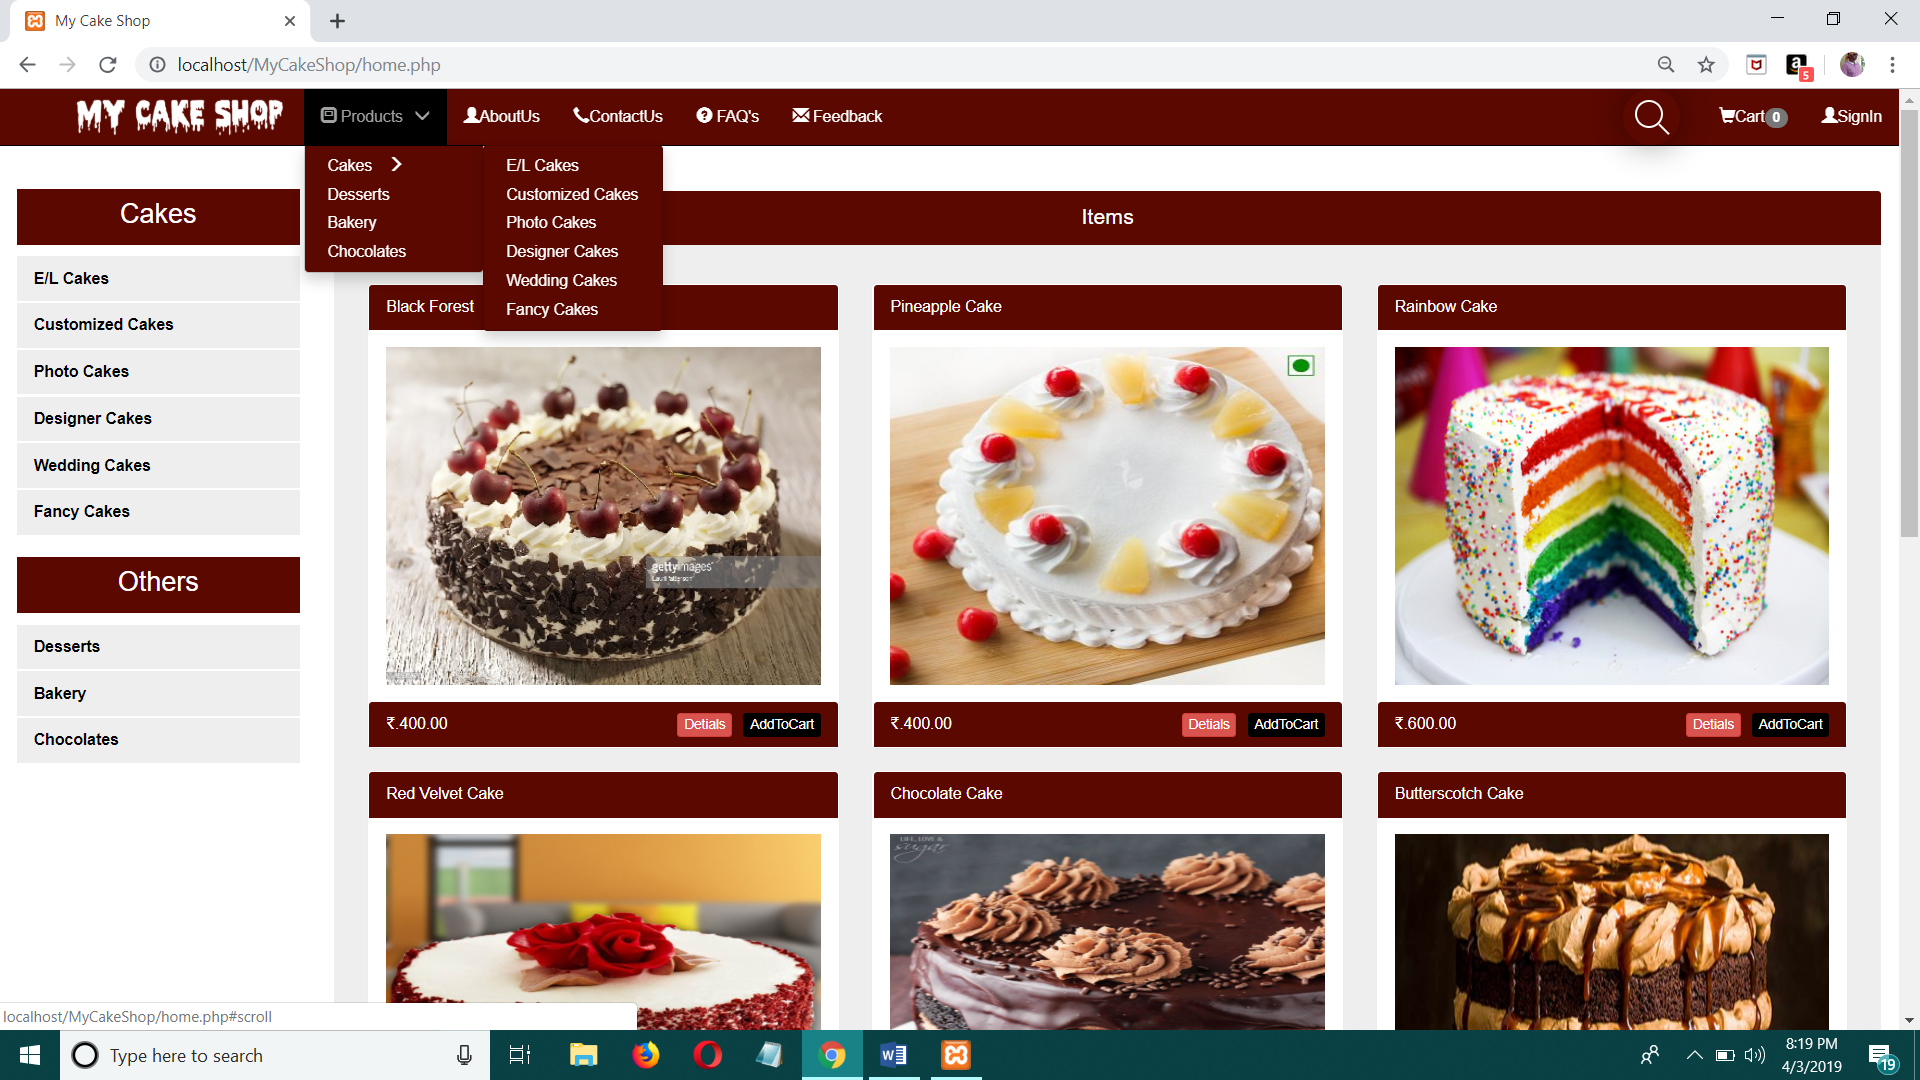 My Cake Shop
localhost/MyCakeShop/home.php
5
MY CAKE SHOP
Products
AboutUs
ContactUs
FAQ's
Feedback
Cart 0
SignIn
Cakes
Desserts
Bakery
Chocolates
E/L Cakes
Customized Cakes
Photo Cakes
Designer Cakes
Wedding Cakes
Fancy Cakes
Cakes
E/L Cakes
Customized Cakes
Photo Cakes
Designer Cakes
Wedding Cakes
Fancy Cakes
Others
Desserts
Bakery
Chocolates
Items
Black Forest
gettyimages
₹.400.00
Detials
AddToCart
Pineapple Cake
₹.400.00
Detials
AddToCart
Rainbow Cake
₹.600.00
Detials
AddToCart
Red Velvet Cake
Chocolate Cake
LIFE, LOVE &
sugar
Butterscotch Cake
localhost/MyCakeShop/home.php#scroll
Type here to search
8:19 PM
4/3/2019
19